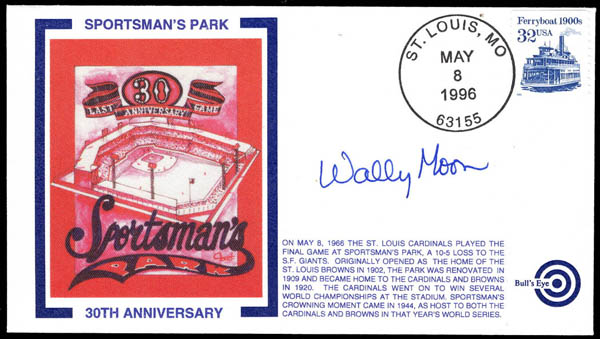 SPORTSMAN'S PARK
30
LAST ANNIVERSARY GAME
Sportsman's
PARK
30TH ANNIVERSARY
ST. LOUIS, MO
MAY
8
1996
63155
Ferryboat 1900s
32 USA
Wally Moon
ON MAY 8, 1966 THE ST. LOUIS CARDINALS PLAYED THE
FINAL GAME AT SPORTSMAN'S PARK, A 10-5 LOSS TO THE
S.F. GIANTS. ORIGINALLY OPENED AS THE HOME OF THE
ST. LOUIS BROWNS IN 1902, THE PARK WAS RENOVATED IN
1909 AND BECAME HOME TO THE CARDINALS AND BROWNS
IN 1920. THE CARDINALS WENT ON TO WIN SEVERAL
WORLD CHAMPIONSHIPS AT THE STADIUM. SPORTSMAN'S
CROWNING MOMENT CAME IN 1944, AS HOST TO BOTH THE
CARDINALS AND BROWNS IN THAT YEAR'S WORLD SERIES.
Bull's Eye